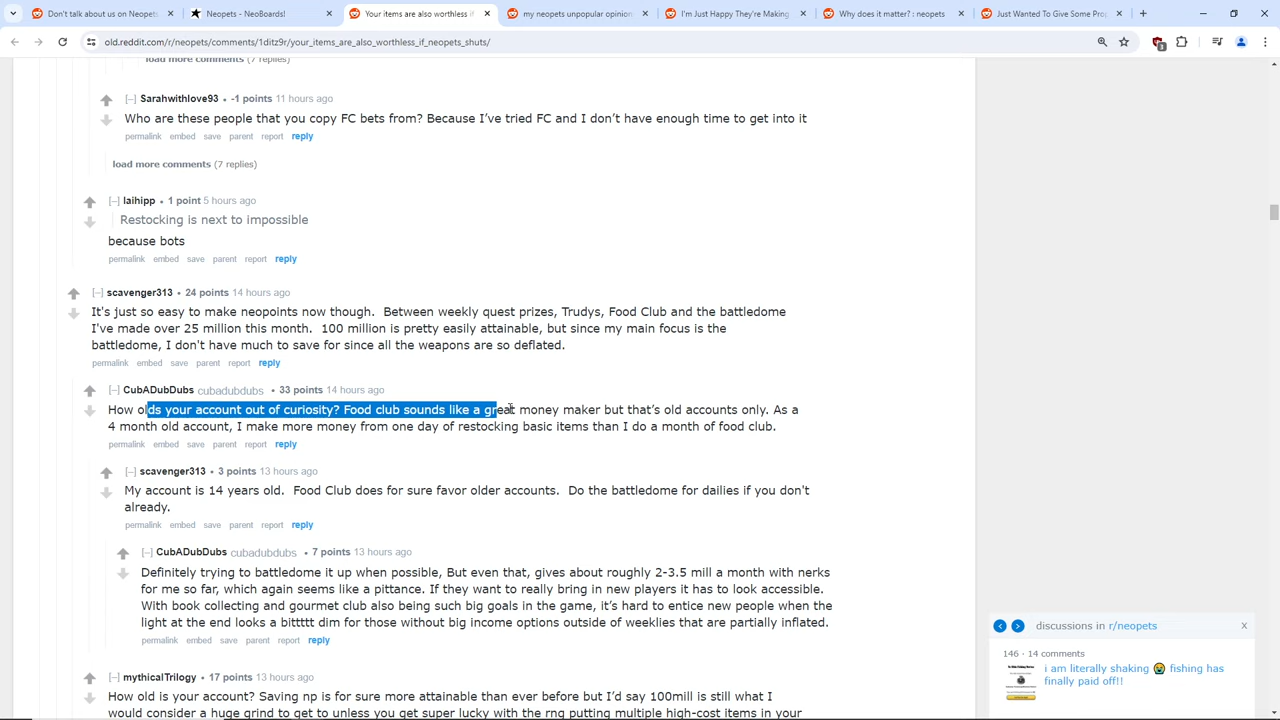 Don't talk about us on Neopets
Neopets - NeoBoards!
Your items are also worthless if
my neopets unpopular opinion
I'm Just Happy They're Making
Why does it matter? : neopets
Just Wanted To Give Some Prop
old.reddit.com/r/neopets/comments/1ditz9r/your_items_are_also_worthless_if_neopets_shuts/
3
load more comments (7 replies)
[–] Sarahwithlove93 • -1 points 11 hours ago
Who are these people that you copy FC bets from? Because I've tried FC and I don't have enough time to get into it
permalink embed save parent report reply
load more comments (7 replies)
[–] laihipp • 1 point 5 hours ago
Restocking is next to impossible
because bots
permalink embed save parent report reply
[–] scavenger313 • 24 points 14 hours ago
It's just so easy to make neopoints now though. Between weekly quest prizes, Trudys, Food Club and the battledome
I've made over 25 million this month. 100 million is pretty easily attainable, but since my main focus is the
battledome, I don't have much to save for since all the weapons are so deflated.
permalink embed save parent report reply
[–] CubADubDubs cubadubdubs • 33 points 14 hours ago
How olds your account out of curiosity? Food club sounds like a great money maker but that's old accounts only. As a
4 month old account, I make more money from one day of restocking basic items than I do a month of food club.
permalink embed save parent report reply
[–] scavenger313 • 3 points 13 hours ago
My account is 14 years old. Food Club does for sure favor older accounts. Do the battledome for dailies if you don't
already.
permalink embed save parent report reply
[–] CubADubDubs cubadubdubs • 7 points 13 hours ago
Definitely trying to battledome it up when possible, But even that, gives about roughly 2-3.5 mill a month with nerks
for me so far, which again seems like a pittance. If they want to really bring in new players it has to look accessible.
With book collecting and gourmet club also being such big goals in the game, it's hard to entice new people when the
light at the end looks a bittttt dim for those without big income options outside of weeklies that are partially inflated.
permalink embed save parent report reply
[–] mythicalTrilogy • 17 points 13 hours ago
How old is your account? Saving np is for sure more attainable than ever before but I'd say 100mill is still what I
would consider a huge grind to get to unless you get super lucky with the rng putting multiple high-cost items in your
discussions in r/neopets X
146 · 14 comments
i am literally shaking 😭 fishing has
finally paid off!!